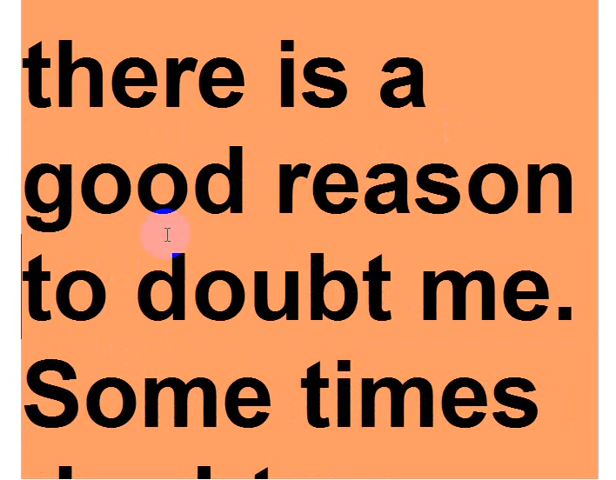 there is a
good reason
to doubt me.
Some times